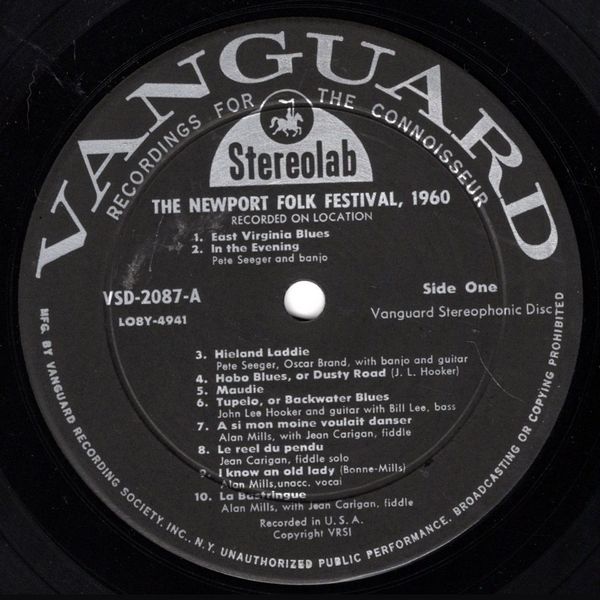 VANGUARD
RECORDINGS FOR THE CONNOISSEUR
Stereolab
THE NEWPORT FOLK FESTIVAL, 1960
RECORDED ON LOCATION
1. East Virginia Blues
2. In the Evening
Pete Seeger and banjo
VSD-2087-A
Side One
LOBY-4941
Vanguard Stereophonic Disc
3. Hieland Laddie
Pete Seeger, Oscar Brand, with banjo and guitar
4. Hobo Blues, or Dusty Road (J. L. Hooker)
5. Maudie
6. Tupelo, or Backwater Blues
John Lee Hooker and guitar with Bill Lee, bass
7. A si mon moine voulait danser
Alan Mills, with Jean Carigan, fiddle
8. Le reel du pendu
Jean Carigan, fiddle solo
9. I know an old lady (Bonne-Mills)
Alan Mills, unacc. vocal
10. La Bastringue
Alan Mills, with Jean Carigan, fiddle
Recorded in U. S. A.
Copyright VRSI
MFG. BY VANGUARD RECORDING SOCIETY, INC., N.Y. UNAUTHORIZED PUBLIC PERFORMANCE, BROADCASTING OR COPYING PROHIBITED